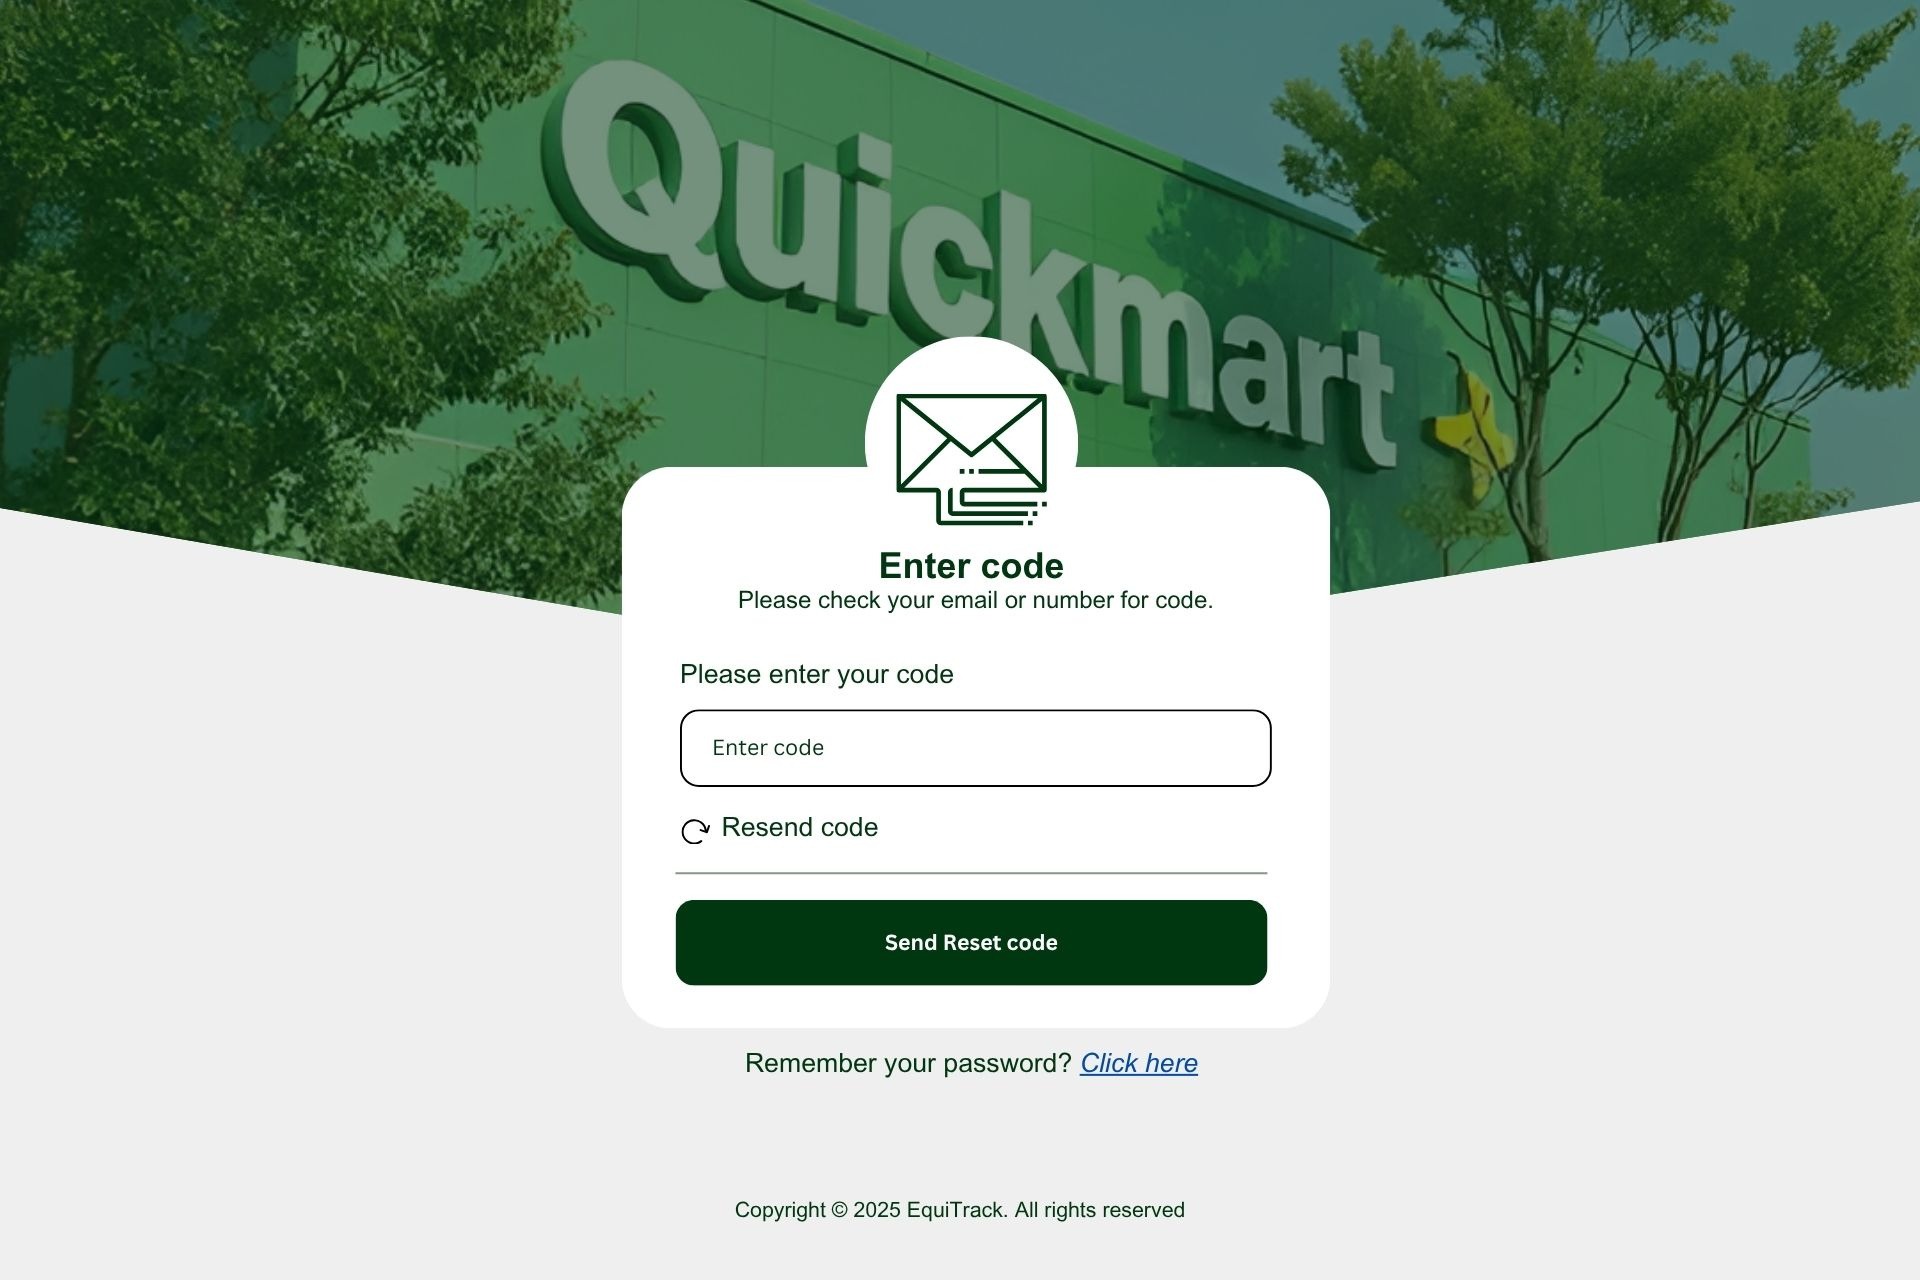 Quickmart
Enter code
Please check your email or number for code.
Please enter your code
Enter code
Resend code
Send Reset code
Remember your password? Click here
Copyright © 2025 EquiTrack. All rights reserved